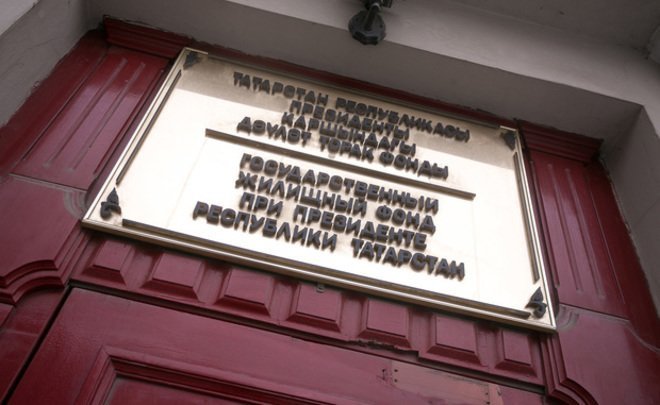 ТАТАРСТАН РЕСПУБЛИКАСЫ
ПРЕЗИДЕНТЫ
КАРШЫНДАГЫ
ДӘҮЛӘТ ТОРАК ФОНДЫ
ГОСУДАРСТВЕННЫЙ
ЖИЛИЩНЫЙ ФОНД
ПРИ ПРЕЗИДЕНТЕ
РЕСПУБЛИКИ ТАТАРСТАН